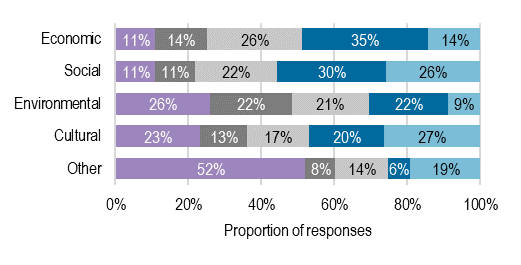 Economic 11% 14% 26% 35% 14%
Social 11% 11% 22% 30% 26%
Environmental 26% 22% 21% 22% 9%
Cultural 23% 13% 17% 20% 27%
Other 52% 8% 14% 6% 19%
0% 20% 40% 60% 80% 100%
Proportion of responses